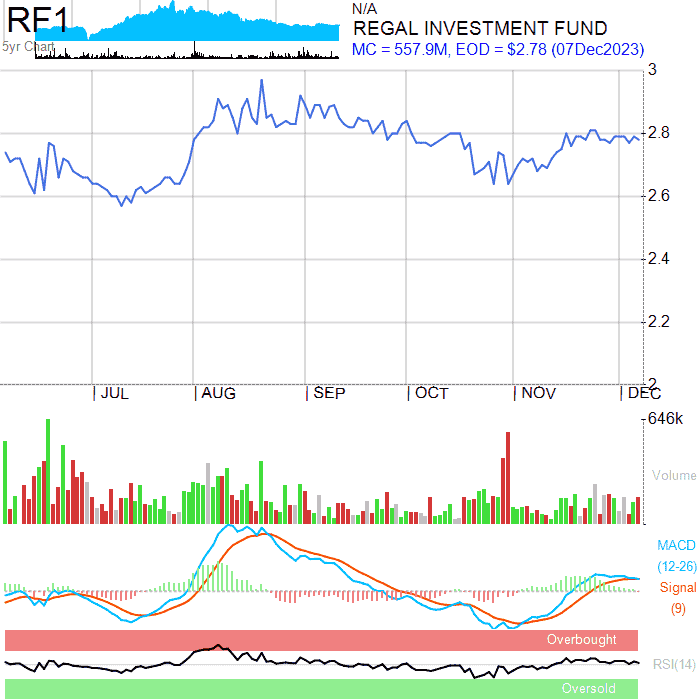 RF1
N/A
REGAL INVESTMENT FUND
5yr Chart
MC = 557.9M, EOD = $2.78 (07Dec2023)
3
2.8
2.6
2.4
2.2
2
JUL AUG SEP OCT NOV DEC
646k
Volume
MACD
(12-26)
Signal
(9)
Overbought
RSI(14)
Oversold